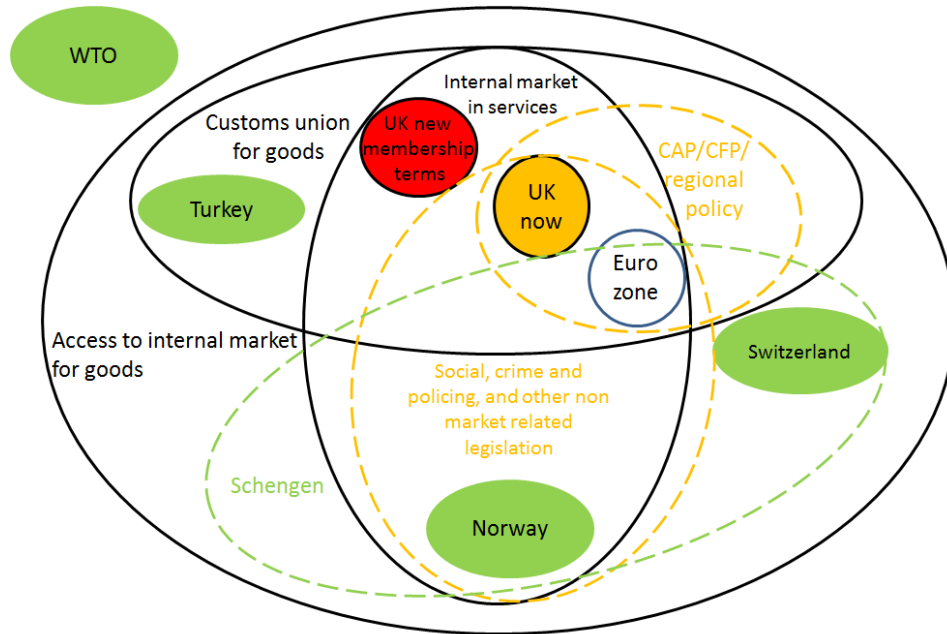 WTO
Internal market
in services
Customs union
for goods
UK new
membership
terms
CAP/CFP/
regional
policy
UK
now
Turkey
Euro
zone
Access to internal market
for goods
Switzerland
Social, crime and
policing, and other non
market related
legislation
Schengen
Norway